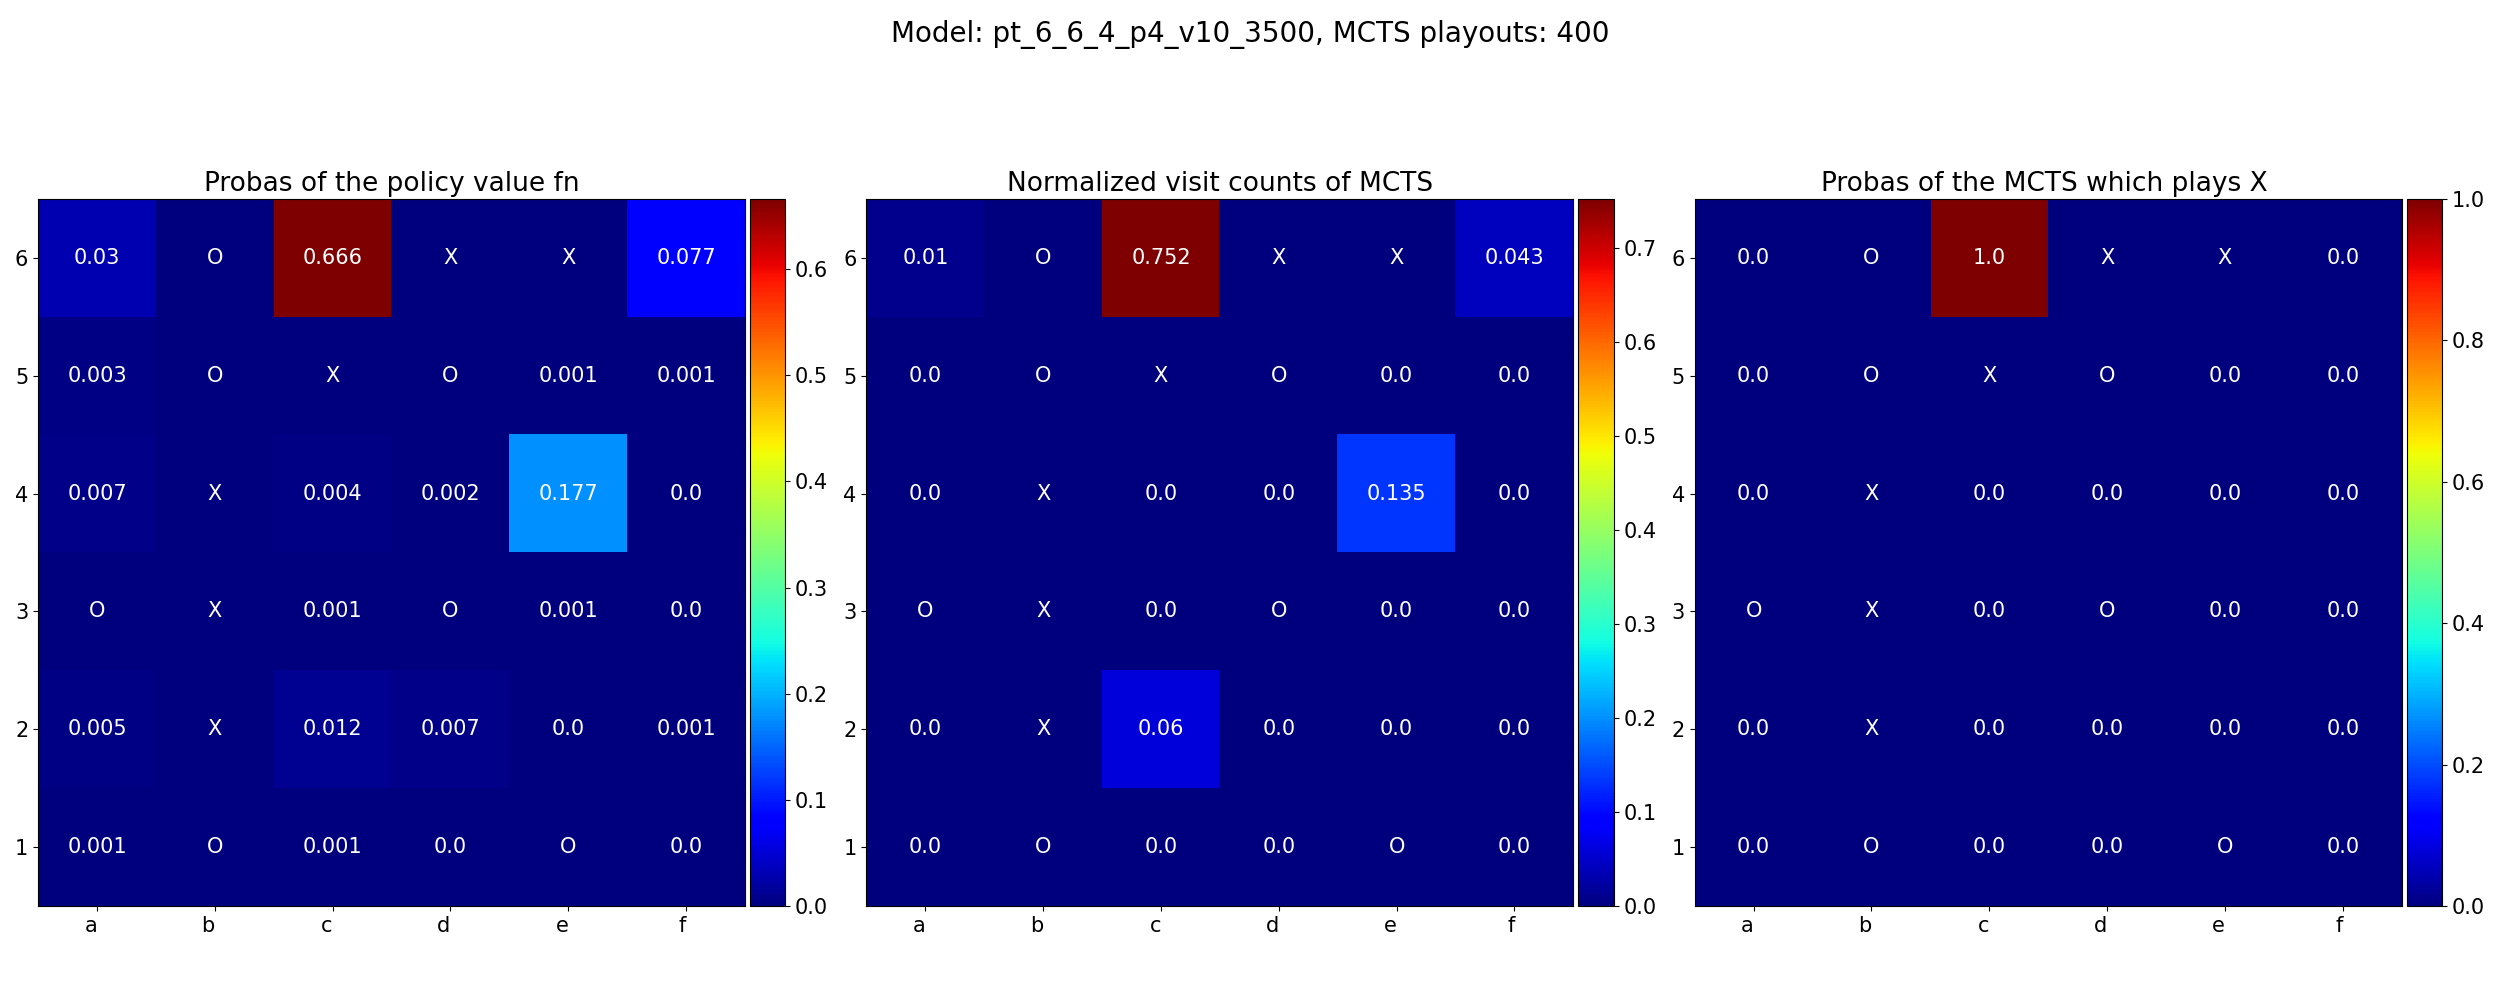 Model: pt_6_6_4_p4_v10_3500, MCTS playouts: 400
Probas of the policy value fn
6 0.03 O 0.666 X X 0.077
5 0.003 O X O 0.001 0.001
4 0.007 X 0.004 0.002 0.177 0.0
3 O X 0.001 O 0.001 0.0
2 0.005 X 0.012 0.007 0.0 0.001
1 0.001 O 0.001 0.0 O 0.0
a b c d e f
0.6
0.5
0.4
0.3
0.2
0.1
0.0
Normalized visit counts of MCTS
6 0.01 O 0.752 X X 0.043
5 0.0 O X O 0.0 0.0
4 0.0 X 0.0 0.0 0.135 0.0
3 O X 0.0 O 0.0 0.0
2 0.0 X 0.06 0.0 0.0 0.0
1 0.0 O 0.0 0.0 O 0.0
a b c d e f
0.7
0.6
0.5
0.4
0.3
0.2
0.1
0.0
Probas of the MCTS which plays X
6 0.0 O 1.0 X X 0.0
5 0.0 O X O 0.0 0.0
4 0.0 X 0.0 0.0 0.0 0.0
3 O X 0.0 O 0.0 0.0
2 0.0 X 0.0 0.0 0.0 0.0
1 0.0 O 0.0 0.0 O 0.0
a b c d e f
1.0
0.8
0.6
0.4
0.2
0.0